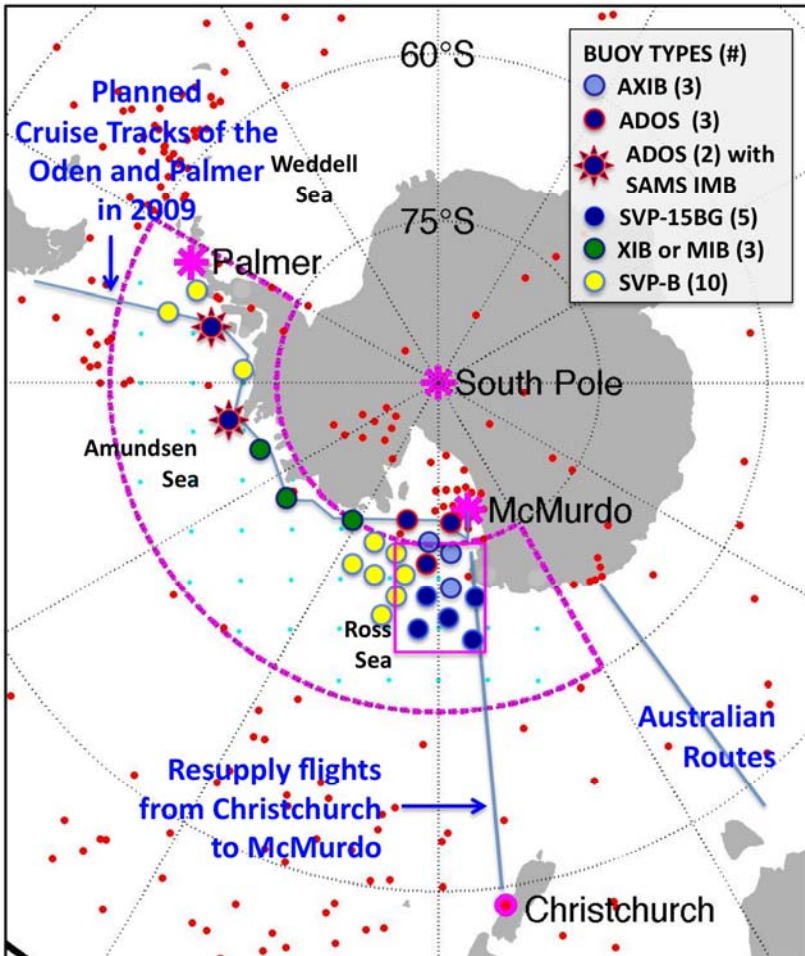 60°S
BUOY TYPES (#)
AXIB (3)
ADOS (3)
ADOS (2) with
SAMS IMB
SVP-15BG (5)
XIB or MIB (3)
SVP-B (10)
Planned
Cruise Tracks of the
Oden and Palmer
in 2009
Weddell
Sea
75°S
Palmer
South Pole
Amundsen
Sea
McMurdo
Ross
Sea
Australian
Routes
Resupply flights
from Christchurch
to McMurdo
Christchurch